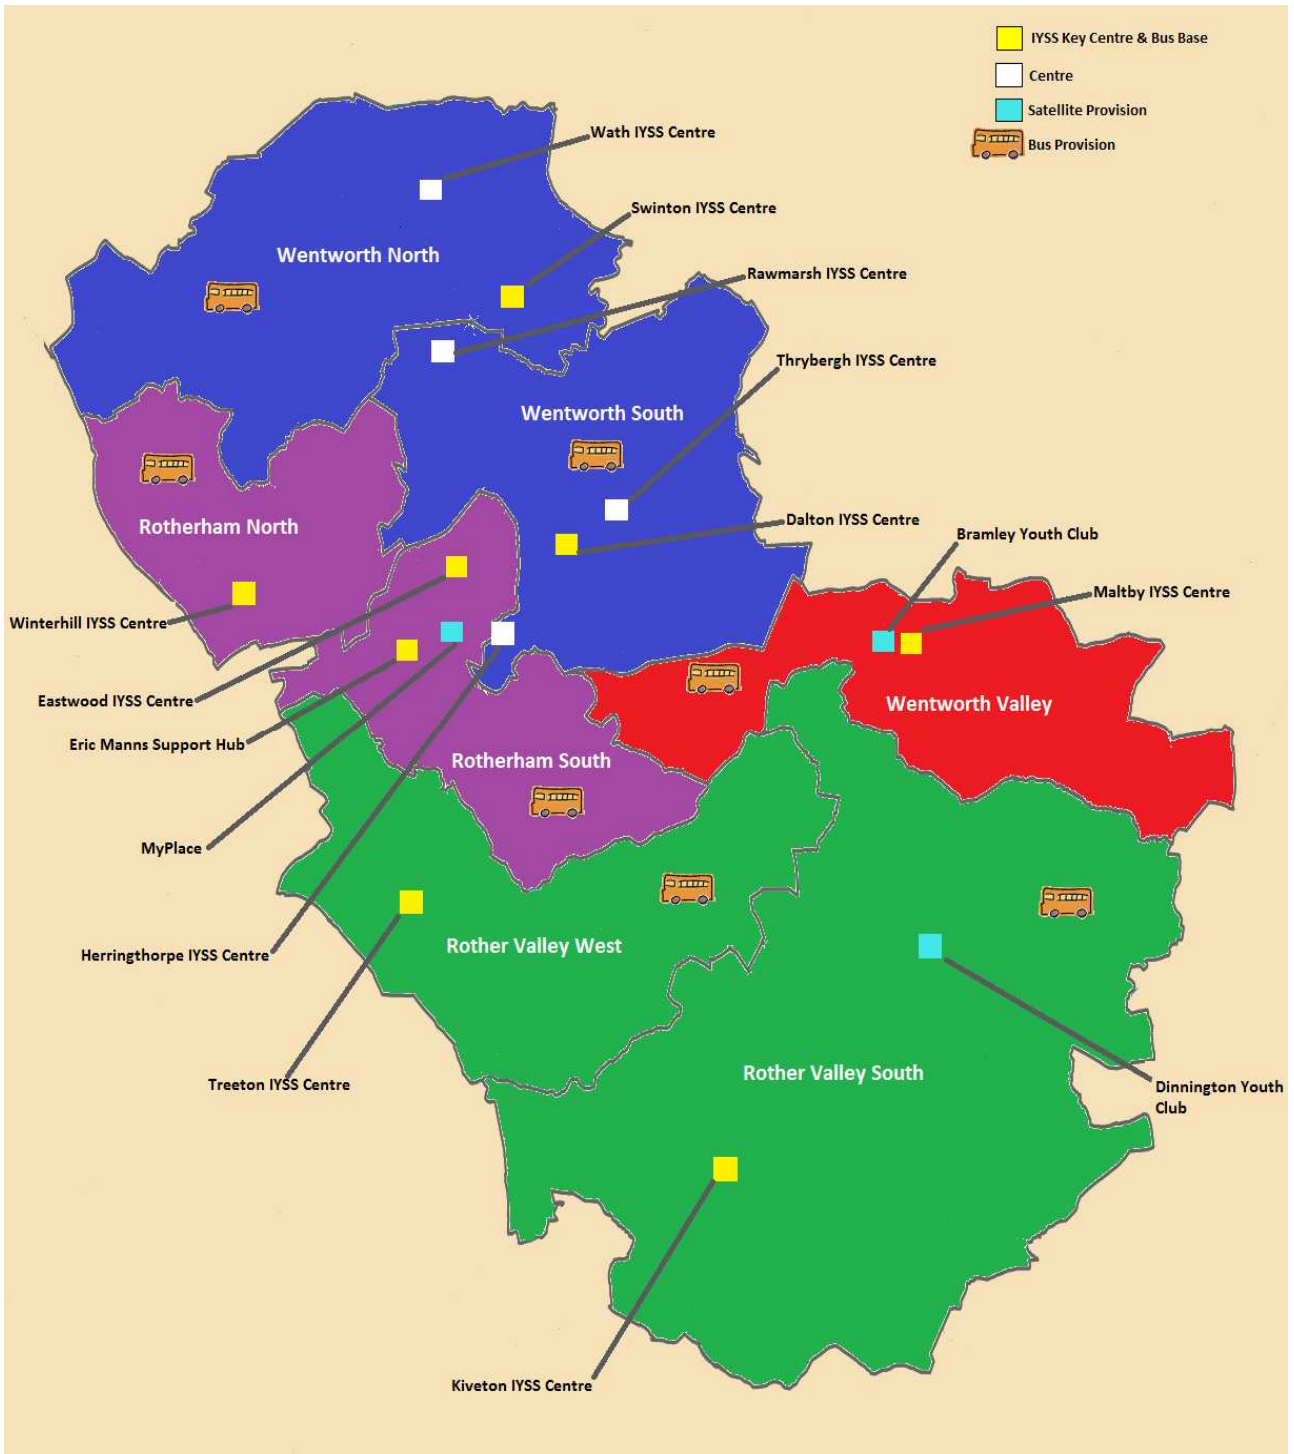 IYSS Key Centre & Bus Base
Centre
Satellite Provision
Bus Provision
Wath IYSS Centre
Swinton IYSS Centre
Wentworth North
Rawmarsh IYSS Centre
Thrybergh IYSS Centre
Wentworth South
Rotherham North
Dalton IYSS Centre
Bramley Youth Club
Maltby IYSS Centre
Winterhill IYSS Centre
Eastwood IYSS Centre
Wentworth Valley
Eric Manns Support Hub
Rotherham South
MyPlace
Herringthorpe IYSS Centre
Rother Valley West
Rother Valley South
Treeton IYSS Centre
Dinnington Youth
Club
Kiveton IYSS Centre